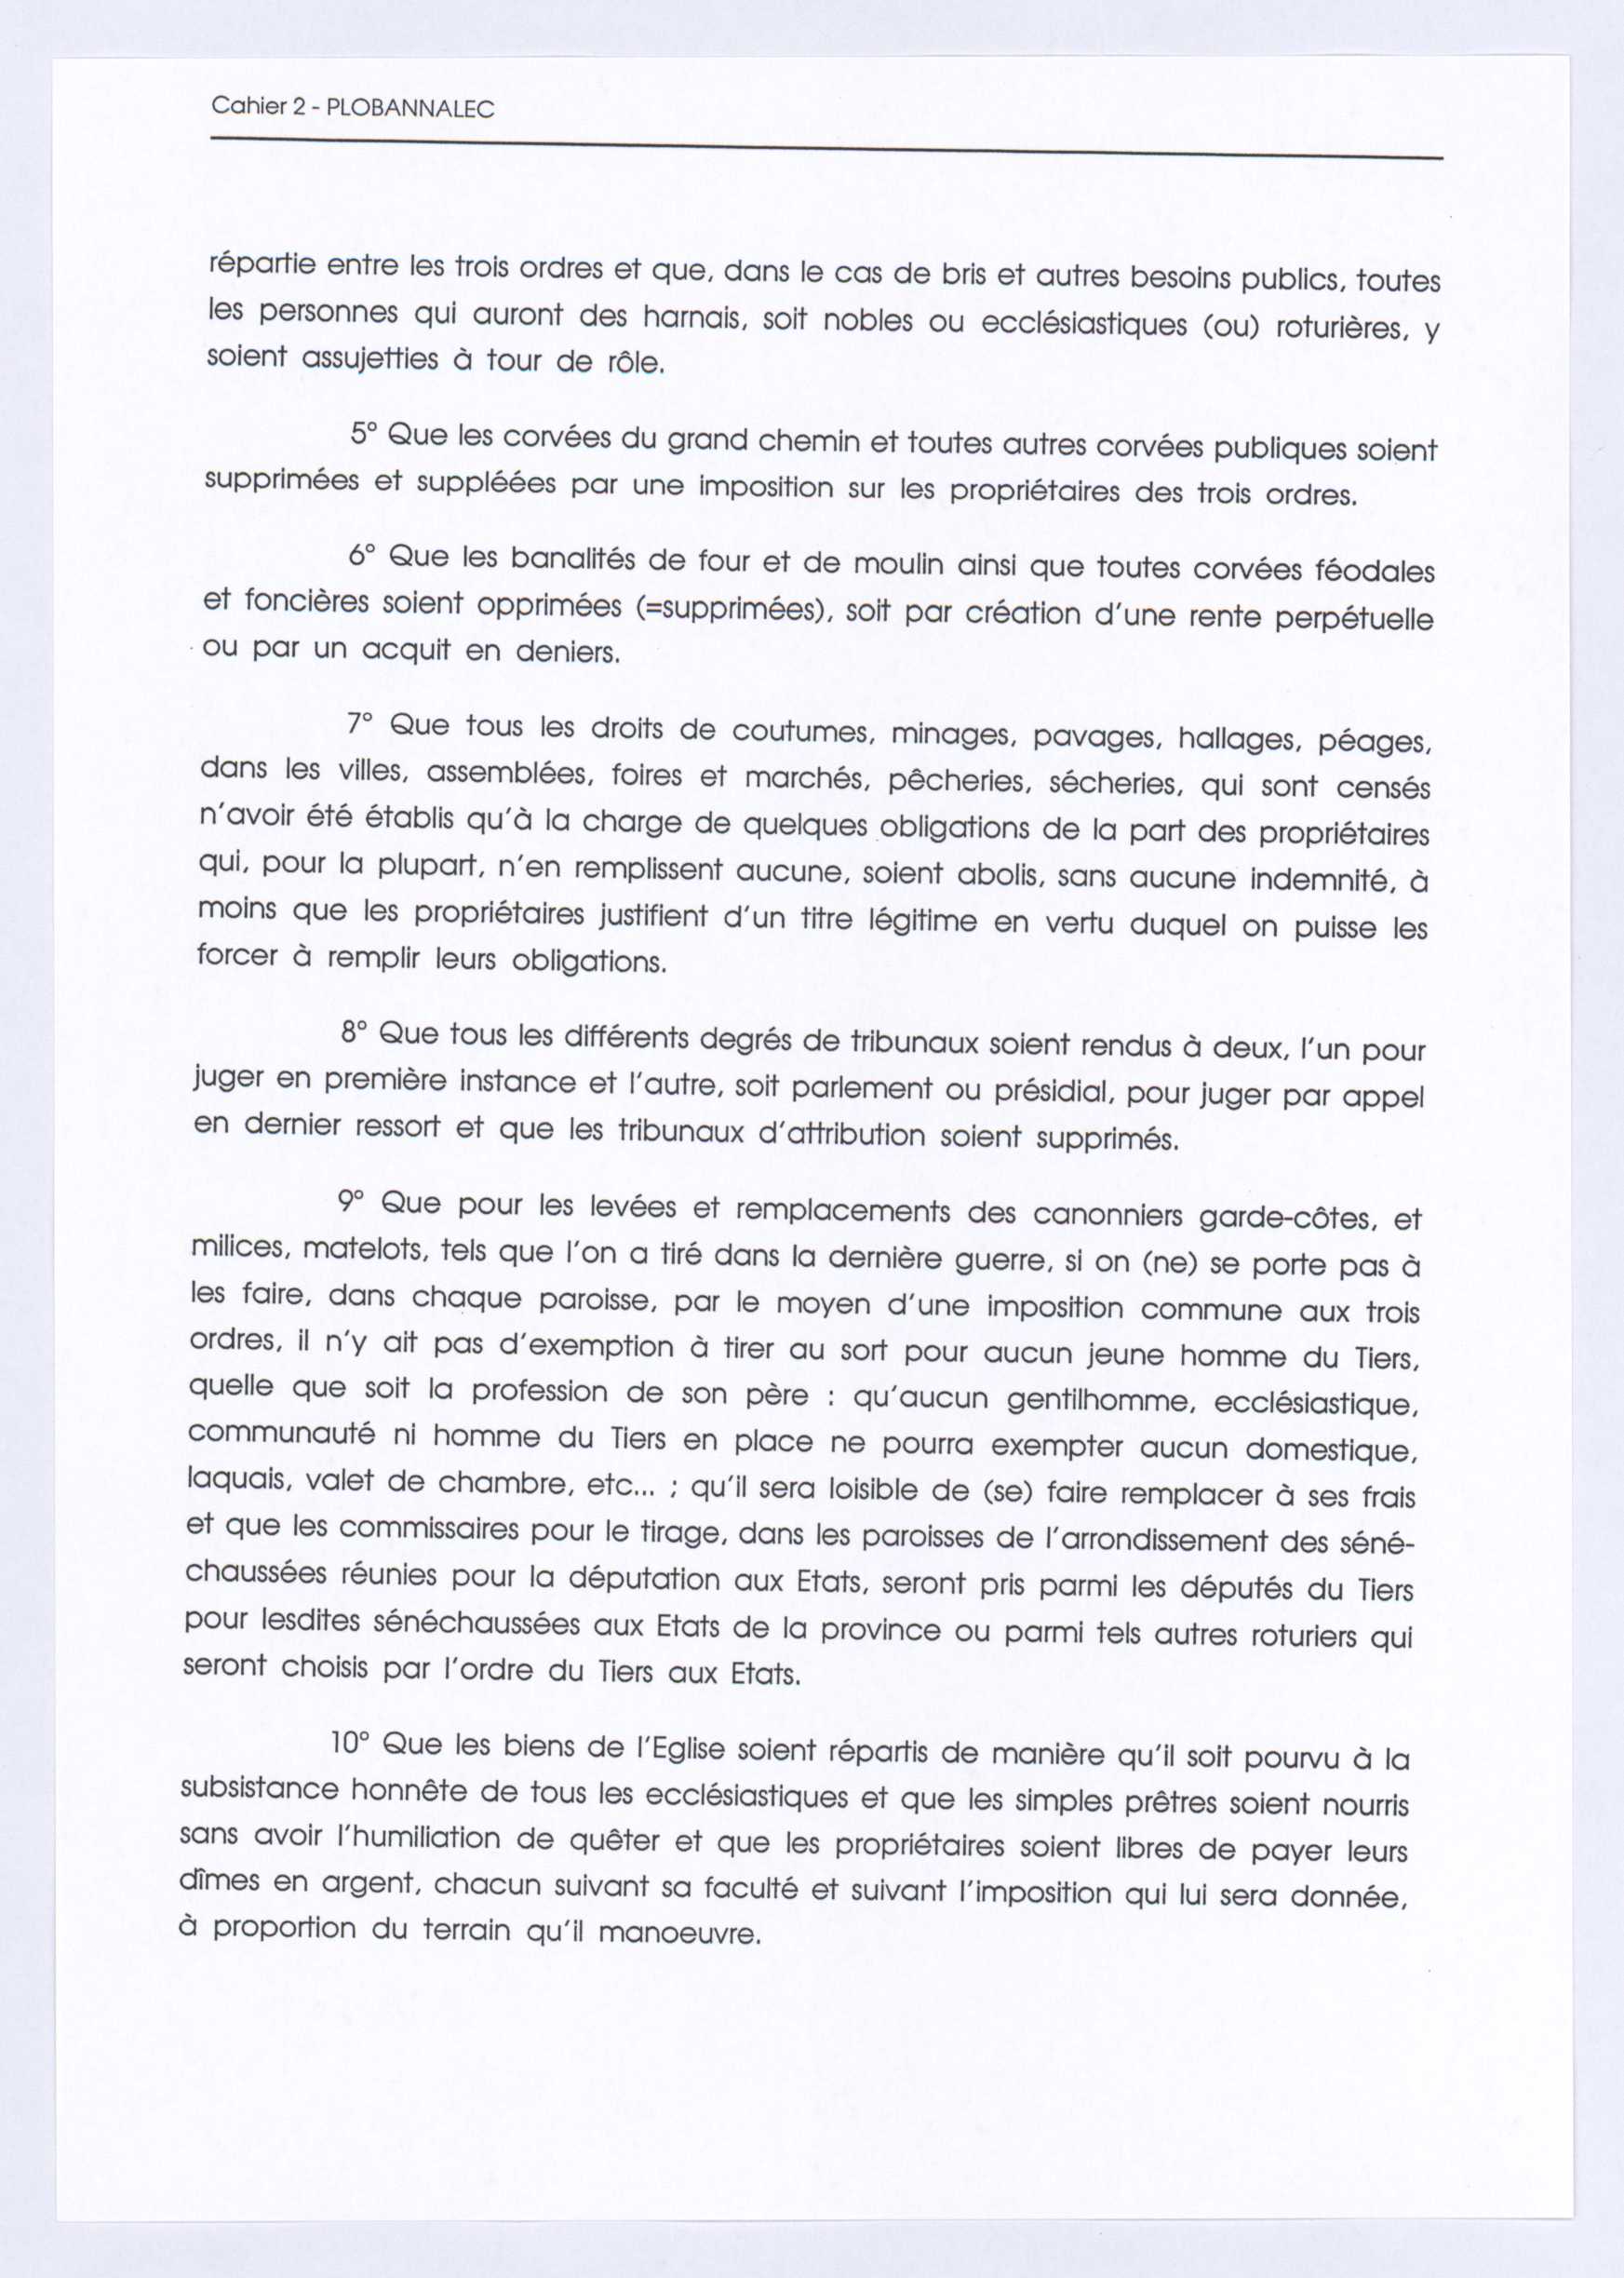 Cahier 2 - PLOBANNALEC
répartie entre les trois ordres et que, dans le cas de bris et autres besoins publics, toutes
les personnes qui auront des harnais, soit nobles ou ecclésiastiques (ou) roturières, y
soient assujetties à tour de rôle.
5° Que les corvées du grand chemin et toutes autres corvées publiques soient
supprimées et suppléées par une imposition sur les propriétaires des trois ordres.
6° Que les banalités de four et de moulin ainsi que toutes corvées féodales
et foncières soient opprimées (=supprimées), soit par création d'une rente perpétuelle
ou par un acquit en deniers.
7° Que tous les droits de coutumes, minages, pavages, hallages, péages,
dans les villes, assemblées, foires et marchés, pêcheries, sécheries, qui sont censés
n'avoir été établis qu'à la charge de quelques obligations de la part des propriétaires
qui, pour la plupart, n'en remplissent aucune, soient abolis, sans aucune indemnité, à
moins que les propriétaires justifient d'un titre légitime en vertu duquel on puisse les
forcer à remplir leurs obligations.
8° Que tous les différents degrés de tribunaux soient rendus à deux, l'un pour
juger en première instance et l'autre, soit parlement ou présidial, pour juger par appel
en dernier ressort et que les tribunaux d'attribution soient supprimés.
9° Que pour les levées et remplacements des canonniers garde-côtes, et
milices, matelots, tels que l'on a tiré dans la dernière guerre, si on (ne) se porte pas à
les faire, dans chaque paroisse, par le moyen d'une imposition commune aux trois
ordres, il n'y ait pas d'exemption à tirer au sort pour aucun jeune homme du Tiers,
quelle que soit la profession de son père : qu'aucun gentilhomme, ecclésiastique,
communauté ni homme du Tiers en place ne pourra exempter aucun domestique,
laquais, valet de chambre, etc... ; qu'il sera loisible de (se) faire remplacer à ses frais
et que les commissaires pour le tirage, dans les paroisses de l'arrondissement des séné-
chaussées réunies pour la députation aux Etats, seront pris parmi les députés du Tiers
pour lesdites sénéchaussées aux Etats de la province ou parmi tels autres roturiers qui
seront choisis par l'ordre du Tiers aux Etats.
10° Que les biens de l'Eglise soient répartis de manière qu'il soit pourvu à la
subsistance honnête de tous les ecclésiastiques et que les simples prêtres soient nourris
sans avoir l'humiliation de quêter et que les propriétaires soient libres de payer leurs
dîmes en argent, chacun suivant sa faculté et suivant l'imposition qui lui sera donnée,
à proportion du terrain qu'il manoeuvre.